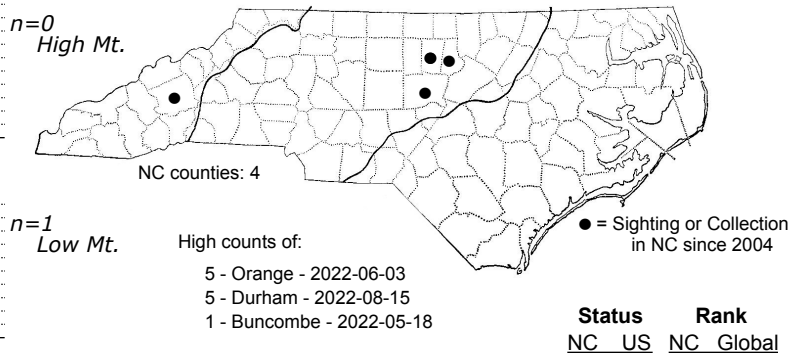 n=0
High Mt.
NC counties: 4
n=1
Low Mt.
High counts of:
5 - Orange - 2022-06-03
5 - Durham - 2022-08-15
1 - Buncombe - 2022-05-18
● = Sighting or Collection
in NC since 2004
Status Rank
NC US NC Global